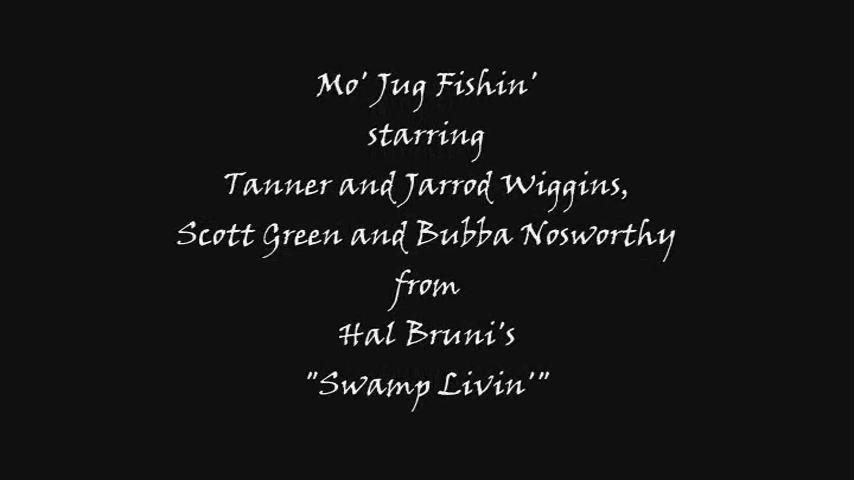 Mo' Jug Fishin'
starring
Tanner and Jarrod Wiggins,
Scott Green and Bubba Nosworthy
from
Hal Bruni's
"Swamp Livin'"